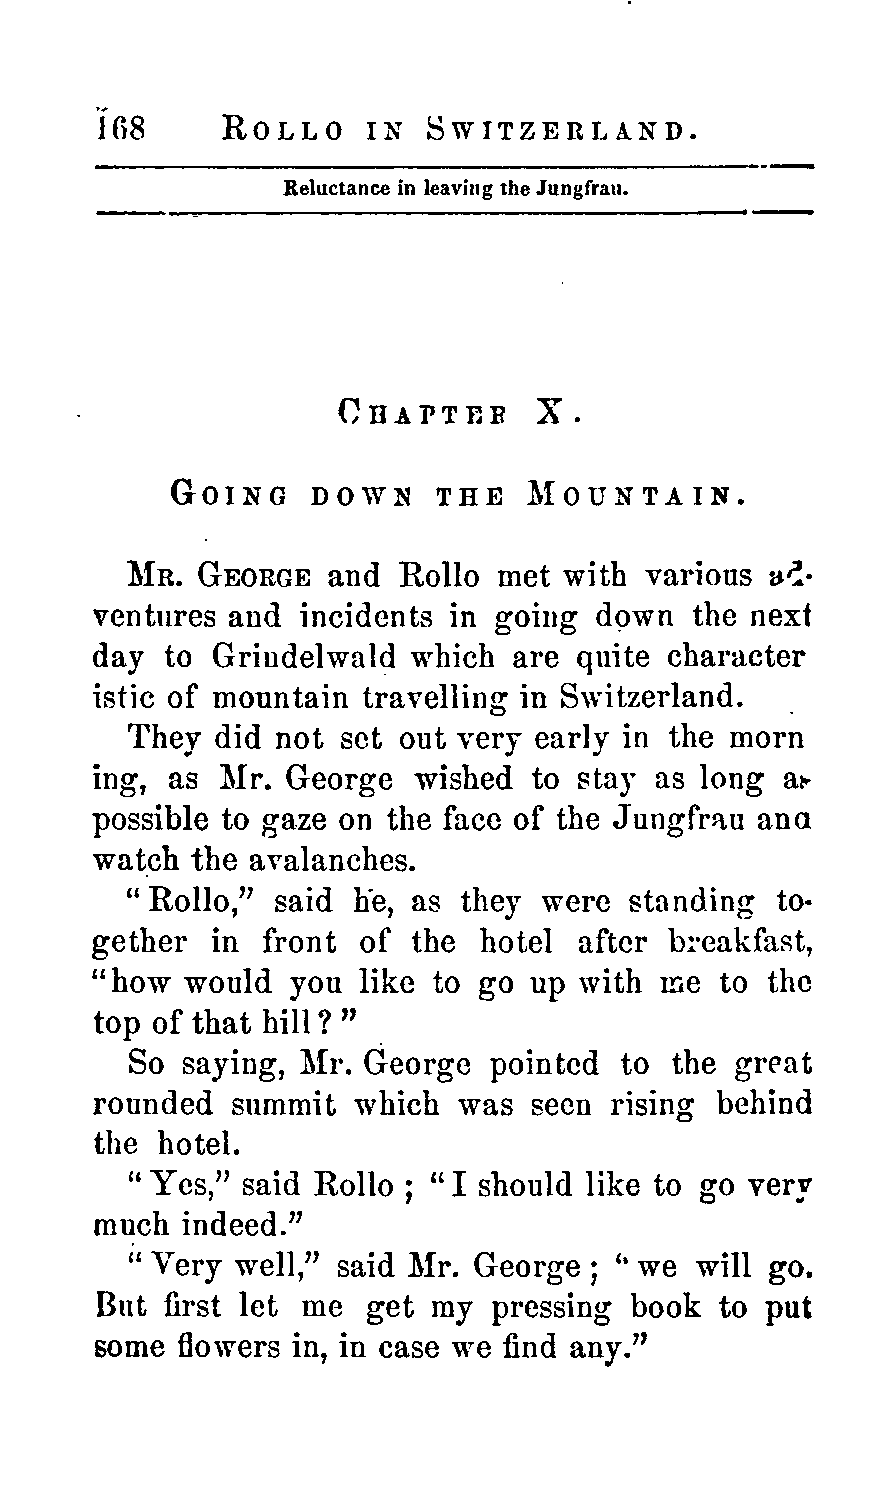 168 ROLLO IN SWITZERLAND.
Reluctance in leaving the Jungfrau.
CHAPTER X.
GOING DOWN THE MOUNTAIN.
MR. GEORGE and Rollo met with various ad-
ventures and incidents in going down the next
day to Grindelwald which are quite character
istic of mountain travelling in Switzerland.
They did not set out very early in the morn
ing, as Mr. George wished to stay as long as
possible to gaze on the face of the Jungfrau and
watch the avalanches.
"Rollo," said he, as they were standing to-
gether in front of the hotel after breakfast,
"how would you like to go up with me to the
top of that hill?"
So saying, Mr. George pointed to the great
rounded summit which was seen rising behind
the hotel.
"Yes," said Rollo; "I should like to go very
much indeed."
"Very well," said Mr. George; "we will go.
But first let me get my pressing book to put
some flowers in, in case we find any."